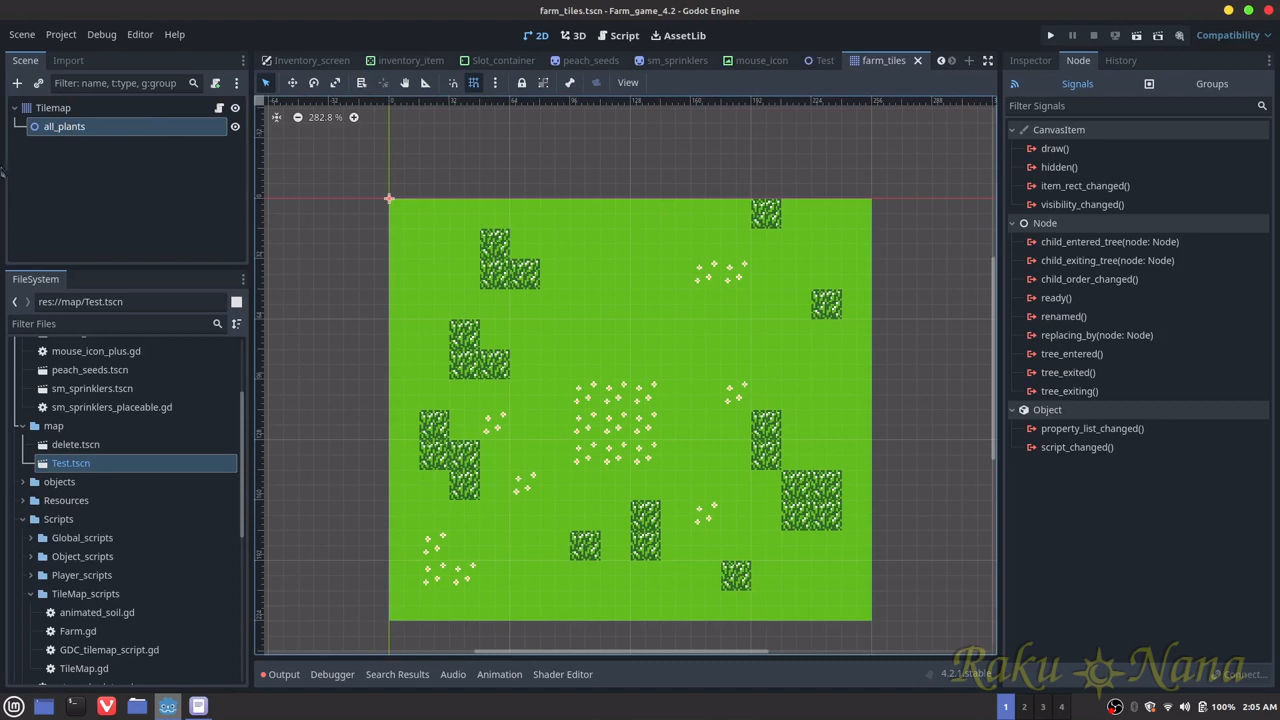 farm_tiles.tscn - Farm_game_4.2 - Godot Engine
Scene Project Debug Editor Help
2D 3D Script AssetLib
Compatibility
Scene Import
Inventory_screen inventory_item Slot_container peach_seeds sm_sprinklers mouse_icon Test farm_tiles
Inspector Node History
Filter: name, t:type, g:group
View
Signals Groups
Filter Signals
Tilemap
all_plants
282.8 %
CanvasItem
draw()
hidden()
item_rect_changed()
visibility_changed()
Node
child_entered_tree(node: Node)
child_exiting_tree(node: Node)
child_order_changed()
ready()
renamed()
replacing_by(node: Node)
tree_entered()
tree_exited()
tree_exiting()
Object
property_list_changed()
script_changed()
FileSystem
res://map/Test.tscn
Filter Files
mouse_icon_plus.gd
peach_seeds.tscn
sm_sprinklers.tscn
sm_sprinklers_placeable.gd
map
delete.tscn
Test.tscn
objects
Resources
Scripts
Global_scripts
Object_scripts
Player_scripts
TileMap_scripts
animated_soil.gd
Farm.gd
GDC_tilemap_script.gd
TileMap.gd
Output Debugger Search Results Audio Animation Shader Editor
4.2.1.stable
Connect...
Raku Nana
1 2 3 4
100% 2:05 AM